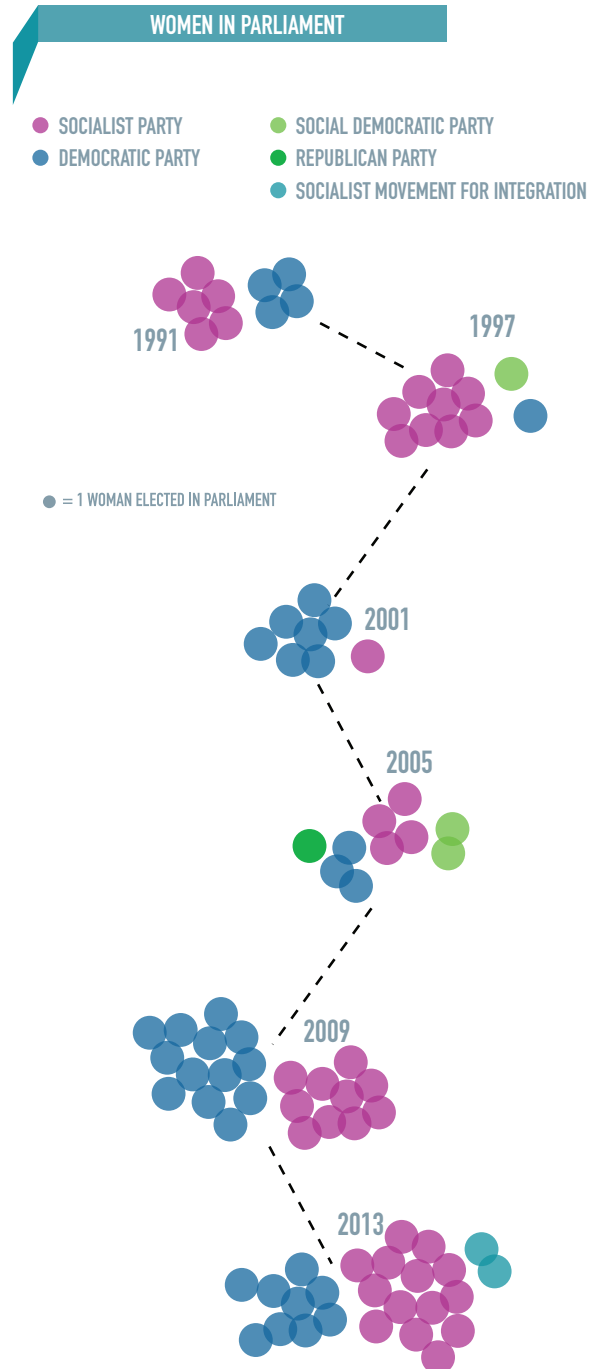 WOMEN IN PARLIAMENT
SOCIALIST PARTY
DEMOCRATIC PARTY
SOCIAL DEMOCRATIC PARTY
REPUBLICAN PARTY
SOCIALIST MOVEMENT FOR INTEGRATION
1991
1997
= 1 WOMAN ELECTED IN PARLIAMENT
2001
2005
2009
2013